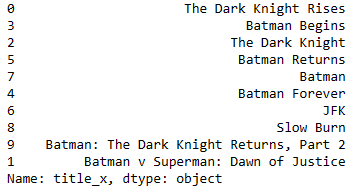 0 The Dark Knight Rises
3 Batman Begins
2 The Dark Knight
5 Batman Returns
7 Batman
4 Batman Forever
6 JFK
8 Slow Burn
9 Batman: The Dark Knight Returns, Part 2
1 Batman v Superman: Dawn of Justice
Name: title_x, dtype: object